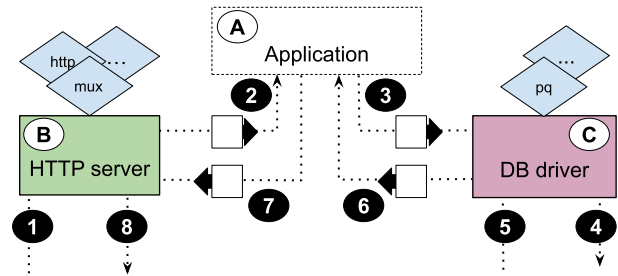 A
Application
http
...
mux
...
pq
2
3
B
HTTP server
C
DB driver
7
6
1
8
5
4